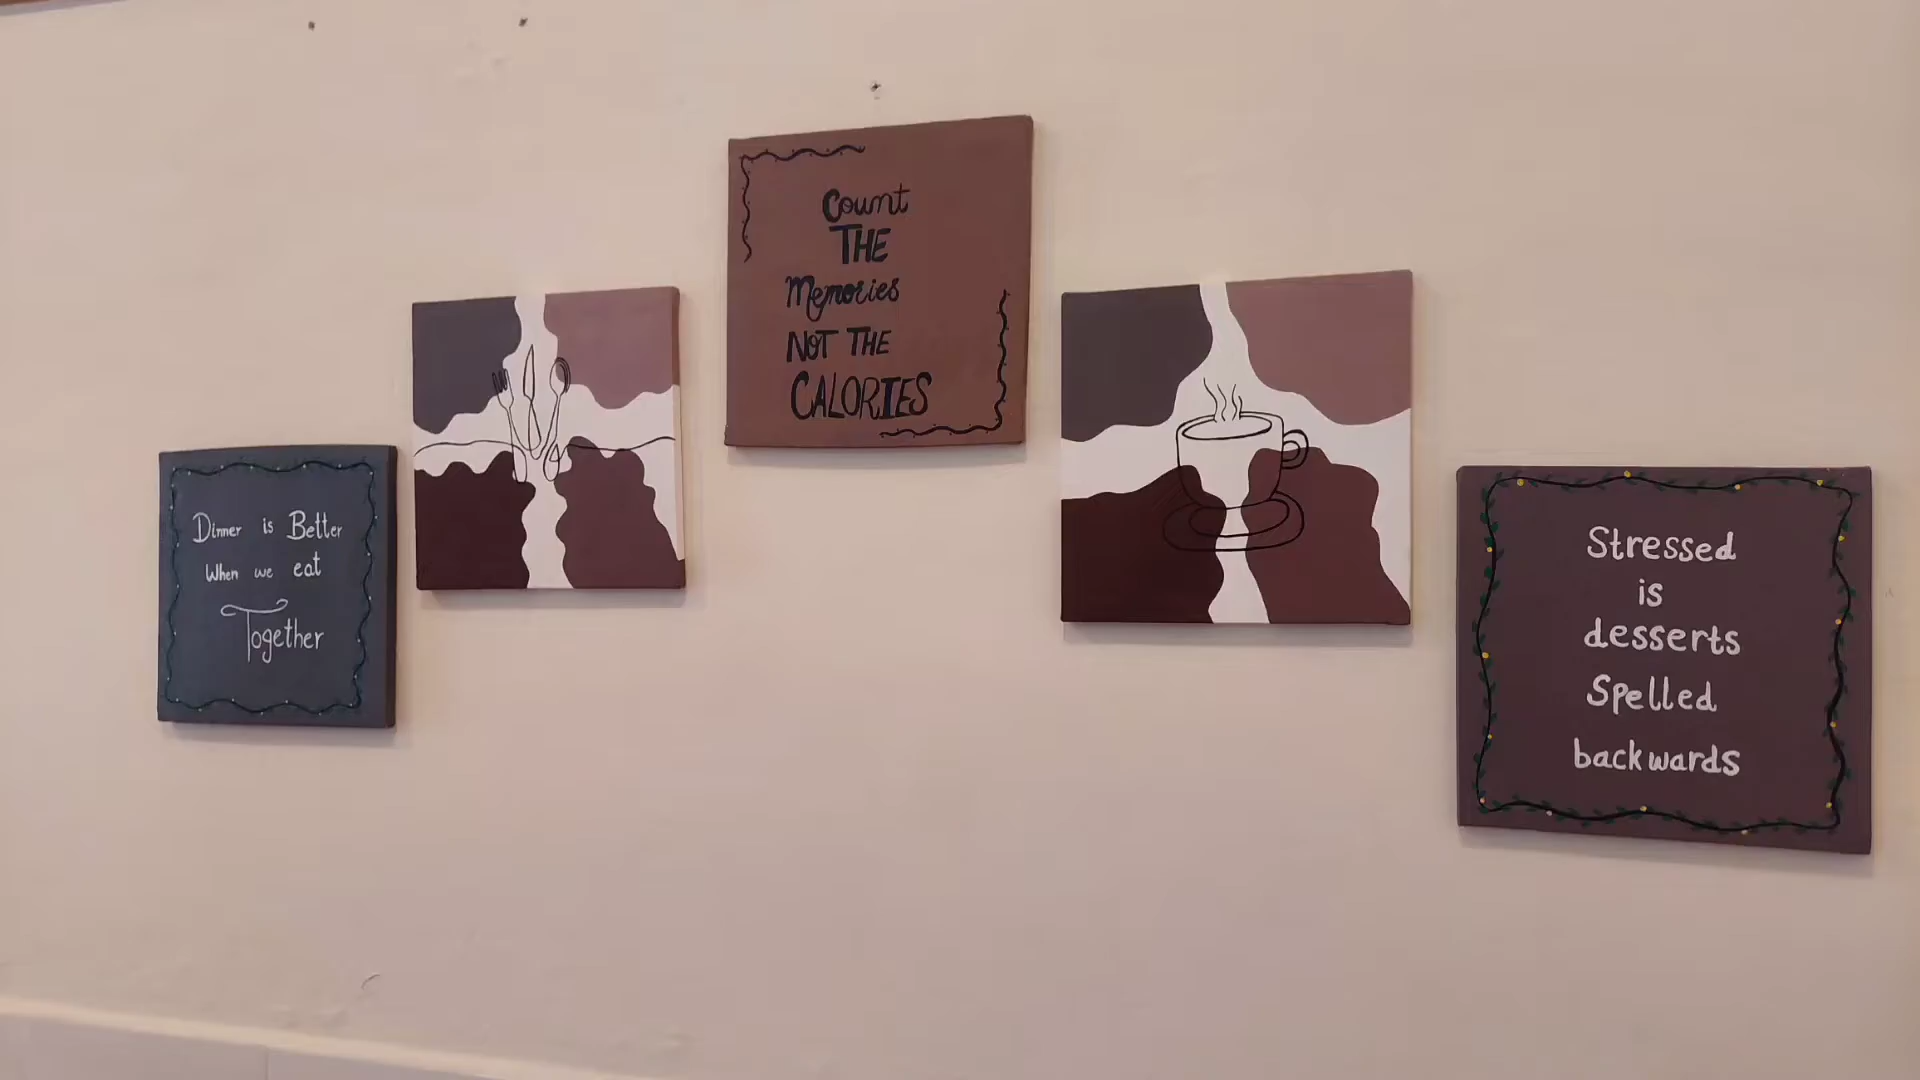 Dinner is Better
When we eat
Together
Count
THE
Memories
NOT THE
CALORIES
Stressed
is
desserts
Spelled
backwards